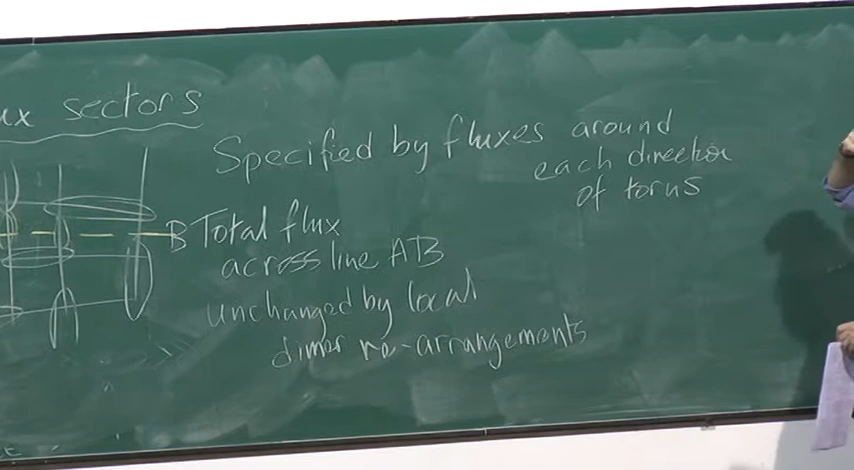 ux sectors
Specified by fluxes around
each direction
of torus
B Total flux
across line AB
unchanged by local
dimer re-arrangements